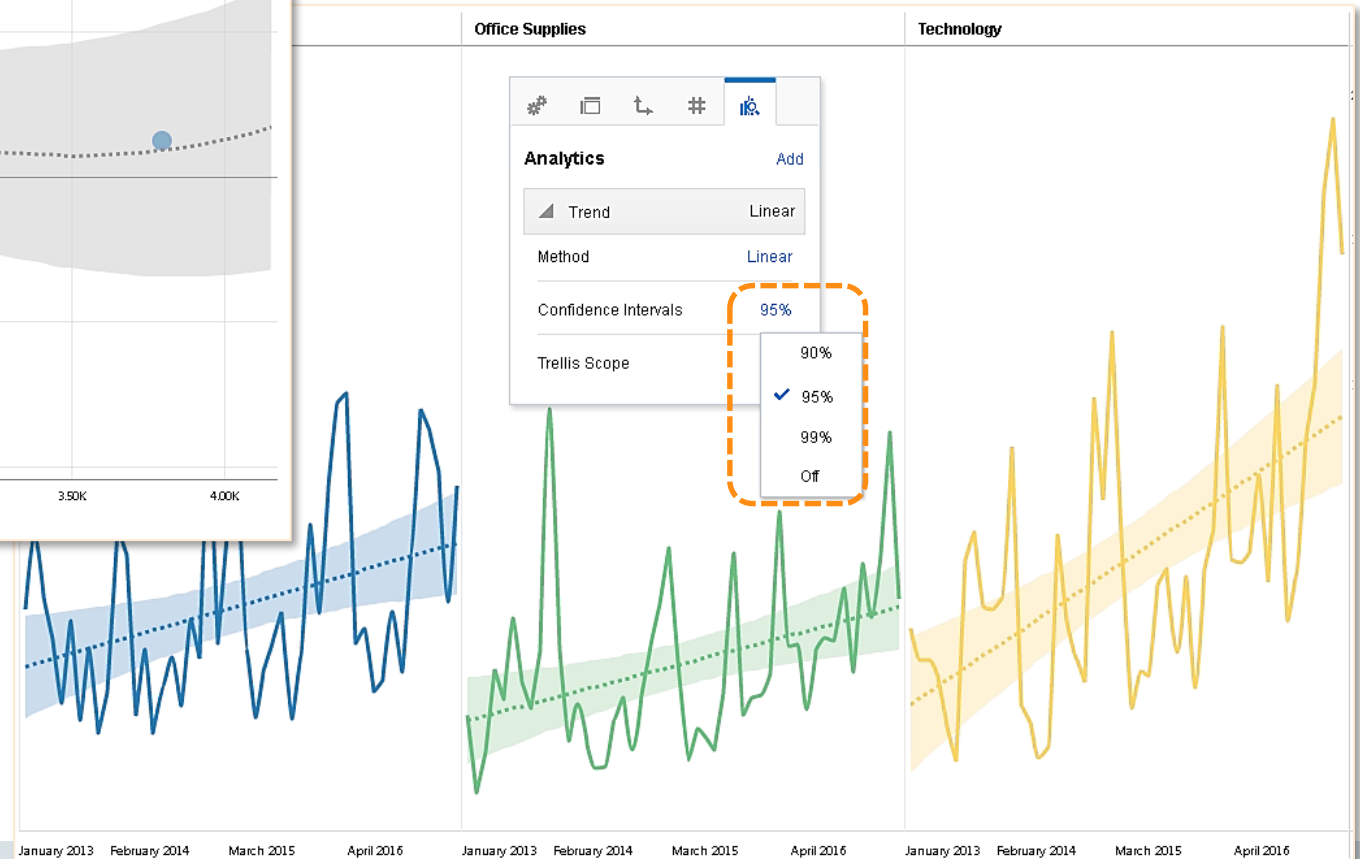 Office Supplies
Technology
Analytics
Add
Trend
Linear
Method
Linear
Confidence Intervals
95%
Trellis Scope
90%
95%
99%
Off
3.50K
4.00K
January 2013
February 2014
March 2015
April 2016
January 2013
February 2014
March 2015
April 2016
January 2013
February 2014
March 2015
April 2016